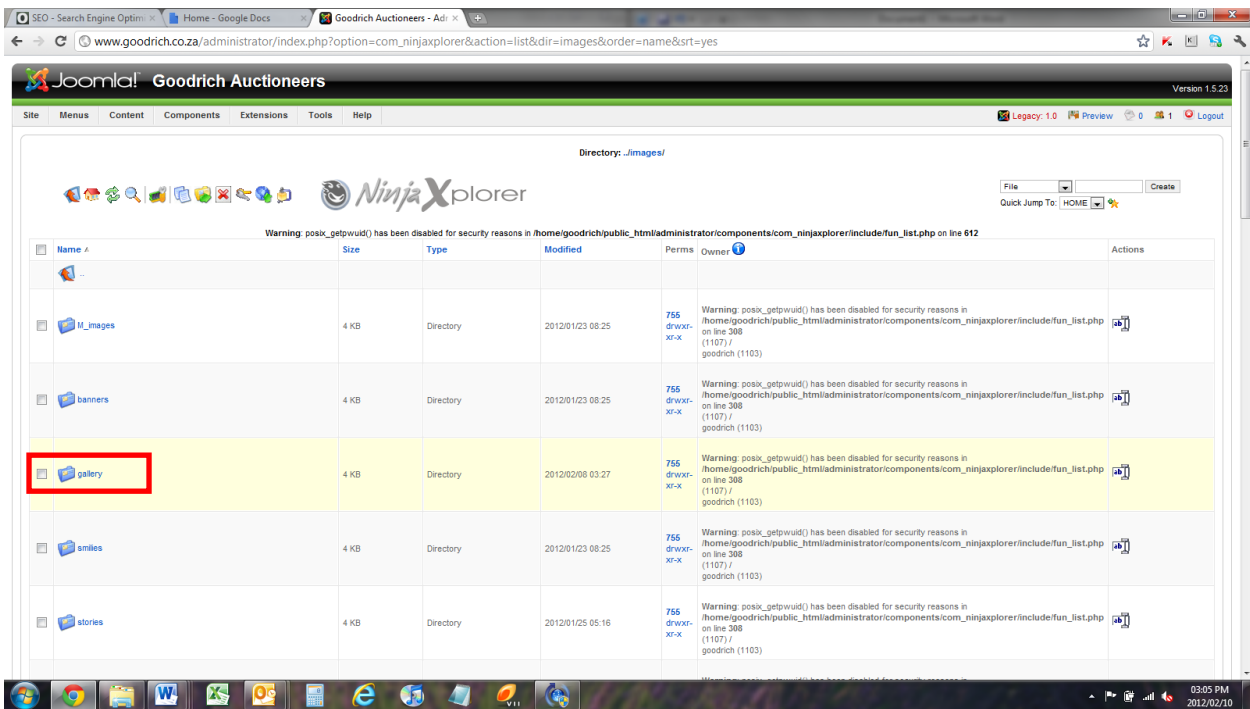 SEO - Search Engine Optimi
Home - Google Docs
Goodrich Auctioneers - Adr
www.goodrich.co.za/administrator/index.php?option=com_ninjaxplorer&action=list&dir=images&order=name&srt=yes
Joomla! Goodrich Auctioneers
Version 1.5.23
Site Menus Content Components Extensions Tools Help
Legacy: 1.0 Preview 0 1 Logout
Directory: ../images/
NinjaXplorer
File Create
Quick Jump To: HOME
Warning: posix_getpwuid() has been disabled for security reasons in /home/goodrich/public_html/administrator/components/com_ninjaxplorer/include/fun_list.php on line 612
Name Size Type Modified Perms Owner Actions
..
M_images 4 KB Directory 2012/01/23 08:25
755
drwxr-
xr-x
Warning: posix_getpwuid() has been disabled for security reasons in
/home/goodrich/public_html/administrator/components/com_ninjaxplorer/include/fun_list.php
on line 308
(1107) /
goodrich (1103)
ab
banners 4 KB Directory 2012/01/23 08:25
755
drwxr-
xr-x
Warning: posix_getpwuid() has been disabled for security reasons in
/home/goodrich/public_html/administrator/components/com_ninjaxplorer/include/fun_list.php
on line 308
(1107) /
goodrich (1103)
ab
gallery 4 KB Directory 2012/02/08 03:27
755
drwxr-
xr-x
Warning: posix_getpwuid() has been disabled for security reasons in
/home/goodrich/public_html/administrator/components/com_ninjaxplorer/include/fun_list.php
on line 308
(1107) /
goodrich (1103)
ab
smilies 4 KB Directory 2012/01/23 08:25
755
drwxr-
xr-x
Warning: posix_getpwuid() has been disabled for security reasons in
/home/goodrich/public_html/administrator/components/com_ninjaxplorer/include/fun_list.php
on line 308
(1107) /
goodrich (1103)
ab
stories 4 KB Directory 2012/01/25 05:16
755
drwxr-
xr-x
Warning: posix_getpwuid() has been disabled for security reasons in
/home/goodrich/public_html/administrator/components/com_ninjaxplorer/include/fun_list.php
on line 308
(1107) /
goodrich (1103)
ab
03:05 PM
2012/02/10